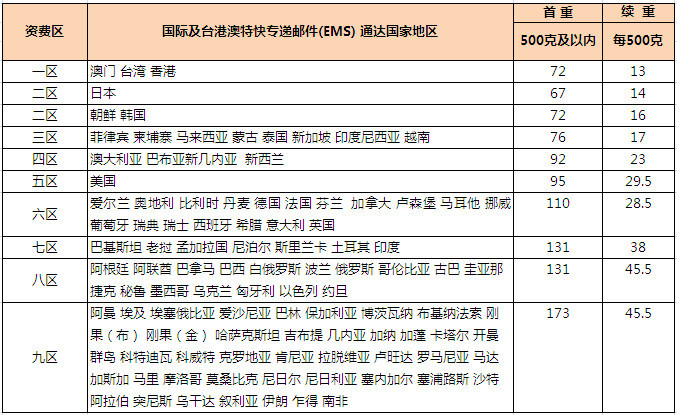 资费区 国际及台港澳特快专递邮件(EMS) 通达国家地区 首 重 续 重
500克及以内 每500克
一区 澳门 台湾 香港 72 13
二区 日本 67 14
二区 朝鲜 韩国 72 16
三区 菲律宾 柬埔寨 马来西亚 蒙古 泰国 新加坡 印度尼西亚 越南 76 17
四区 澳大利亚 巴布亚新几内亚 新西兰 92 23
五区 美国 95 29.5
六区 爱尔兰 奥地利 比利时 丹麦 德国 法国 芬兰 加拿大 卢森堡 马耳他 挪威 110 28.5
葡萄牙 瑞典 瑞士 西班牙 希腊 意大利 英国
七区 巴基斯坦 老挝 孟加拉国 尼泊尔 斯里兰卡 土耳其 印度 131 38
八区 阿根廷 阿联酋 巴拿马 巴西 白俄罗斯 波兰 俄罗斯 哥伦比亚 古巴 圭亚那 131 45.5
捷克 秘鲁 墨西哥 乌克兰 匈牙利 以色列 约旦
九区 阿曼 埃及 埃塞俄比亚 爱沙尼亚 巴林 保加利亚 博茨瓦纳 布基纳法索 刚 173 45.5
果（布） 刚果（金） 哈萨克斯坦 吉布提 几内亚 加纳 加蓬 卡塔尔 开曼
群岛 科特迪瓦 科威特 克罗地亚 肯尼亚 拉脱维亚 卢旺达 罗马尼亚 马达
加斯加 马里 摩洛哥 莫桑比克 尼日尔 尼日利亚 塞内加尔 塞浦路斯 沙特
阿拉伯 突尼斯 乌干达 叙利亚 伊朗 乍得 南非